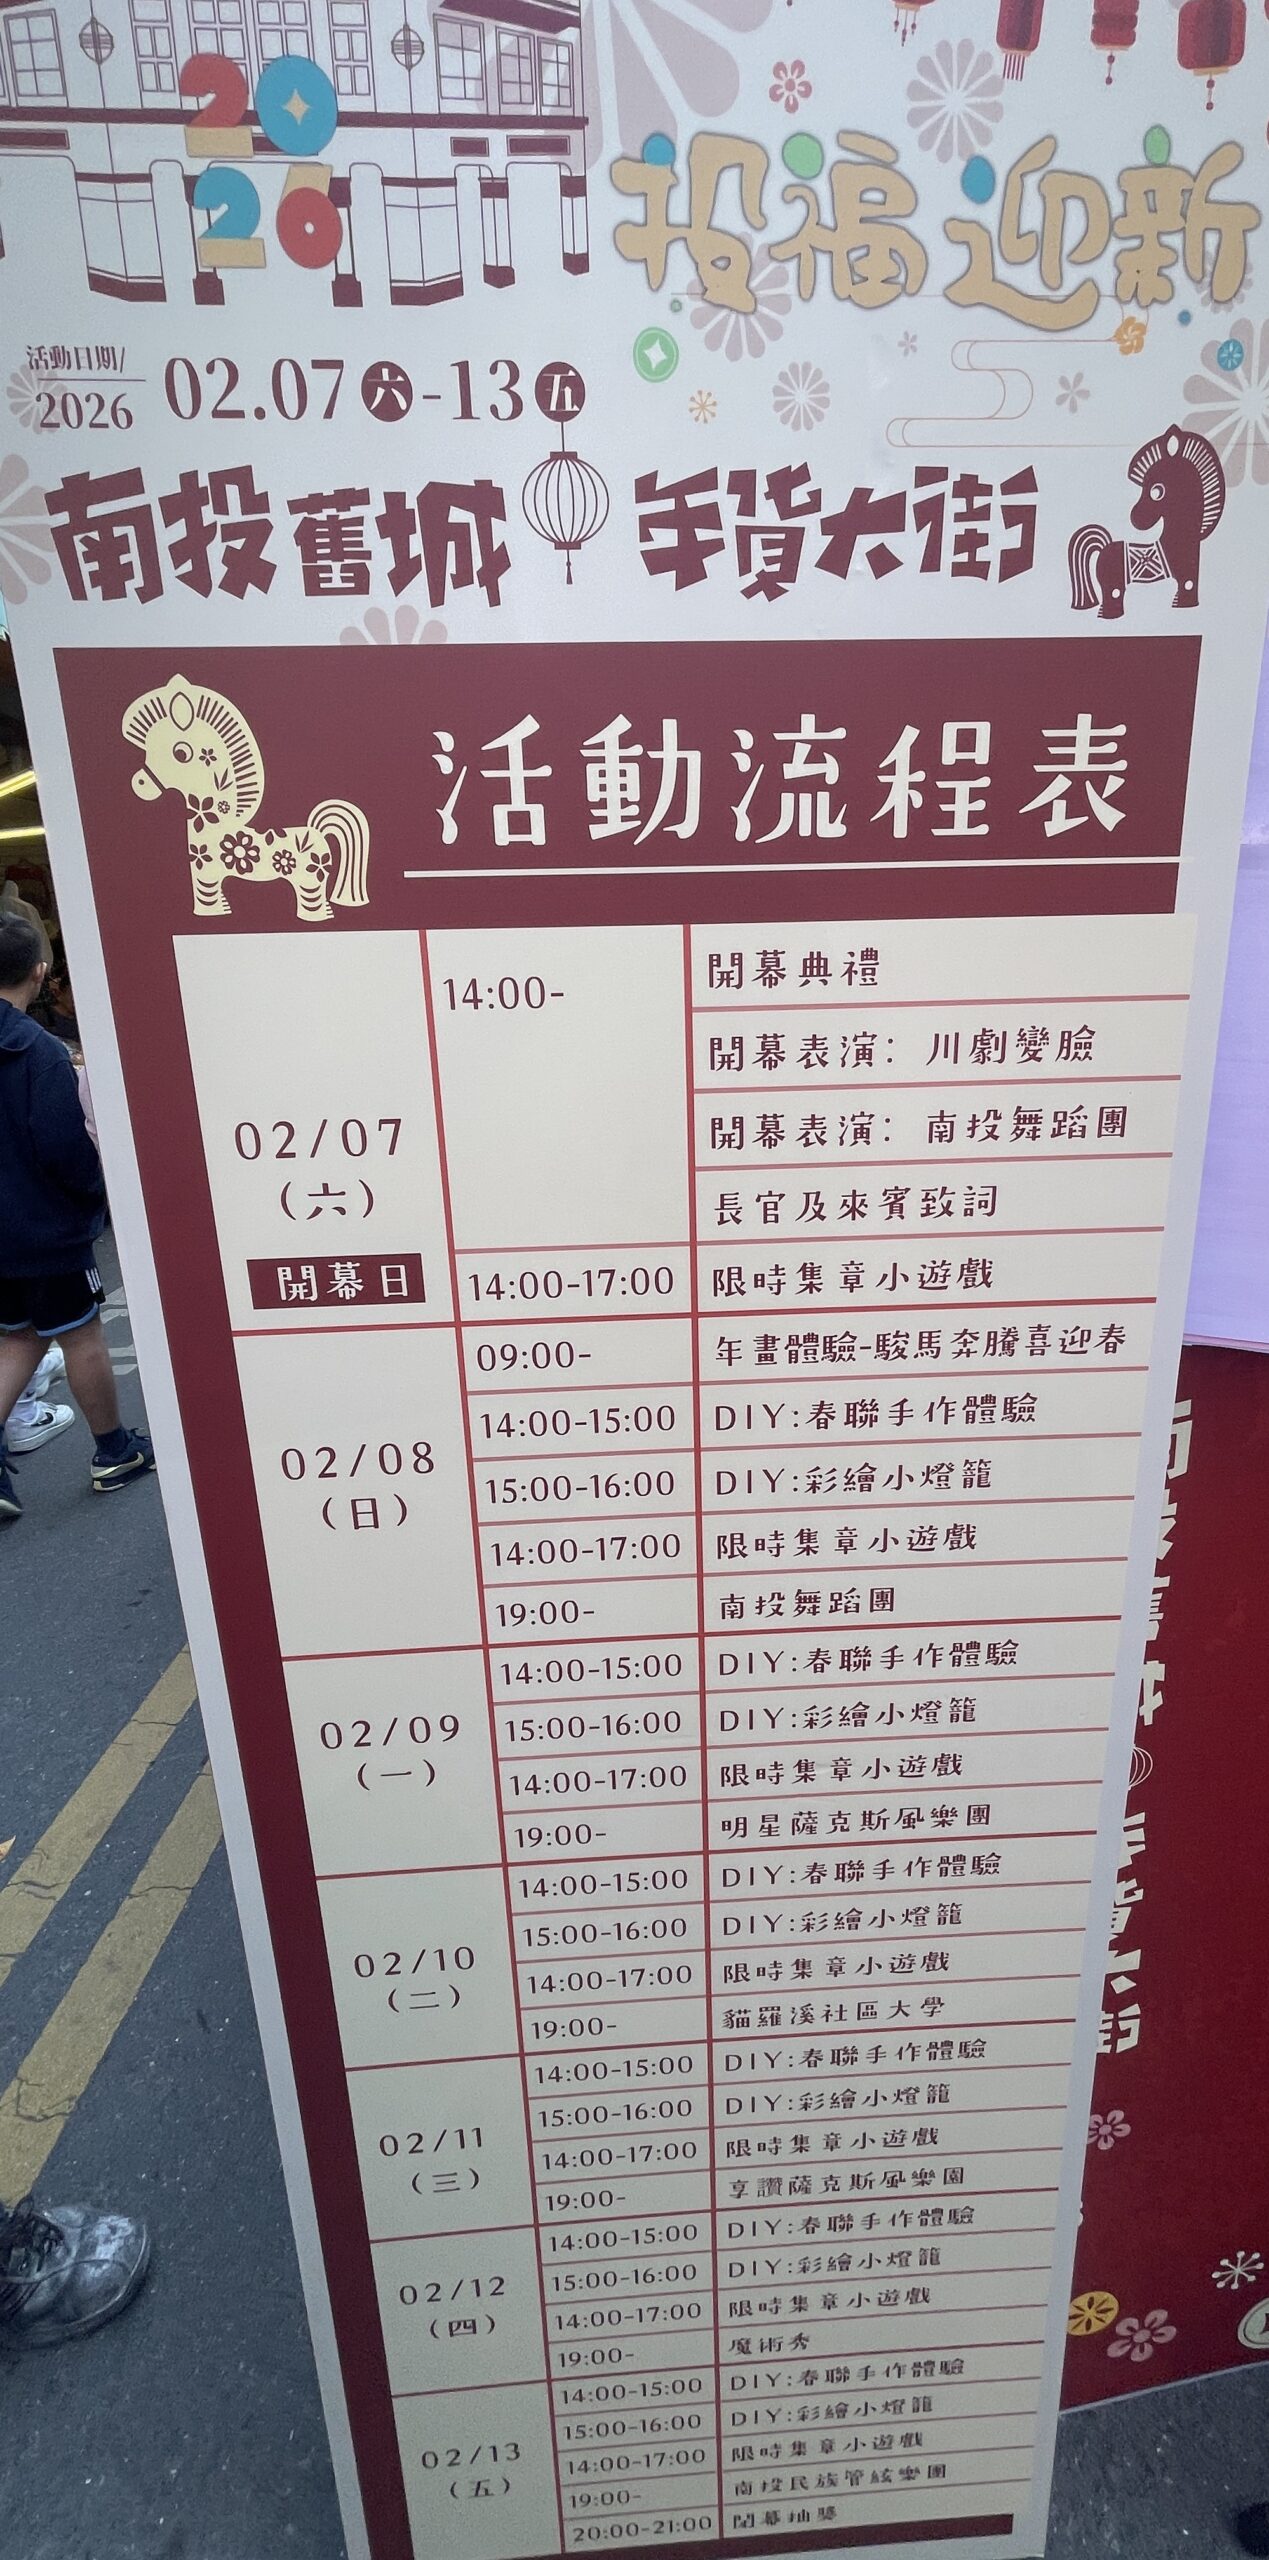 2026
投福迎新
活動日期/
2026 02.07六-13五
南投舊城 年貨大街
活動流程表
02/07
(六)
開幕日
14:00- 開幕典禮
開幕表演：川劇變臉
開幕表演：南投舞蹈團
長官及來賓致詞
14:00-17:00 限時集章小遊戲
02/08
(日)
09:00- 年畫體驗-駿馬奔騰喜迎春
14:00-15:00 DIY:春聯手作體驗
15:00-16:00 DIY:彩繪小燈籠
14:00-17:00 限時集章小遊戲
19:00- 南投舞蹈團
02/09
(一)
14:00-15:00 DIY:春聯手作體驗
15:00-16:00 DIY:彩繪小燈籠
14:00-17:00 限時集章小遊戲
19:00- 明星薩克斯風樂團
02/10
(二)
14:00-15:00 DIY:春聯手作體驗
15:00-16:00 DIY:彩繪小燈籠
14:00-17:00 限時集章小遊戲
19:00- 貓羅溪社區大學
02/11
(三)
14:00-15:00 DIY:春聯手作體驗
15:00-16:00 DIY:彩繪小燈籠
14:00-17:00 限時集章小遊戲
19:00- 享讚薩克斯風樂團
02/12
(四)
14:00-15:00 DIY:春聯手作體驗
15:00-16:00 DIY:彩繪小燈籠
14:00-17:00 限時集章小遊戲
19:00- 魔術秀
02/13
(五)
14:00-15:00 DIY:春聯手作體驗
15:00-16:00 DIY:彩繪小燈籠
14:00-17:00 限時集章小遊戲
19:00- 南投民族管絃樂團
20:00-21:00 閉幕抽獎